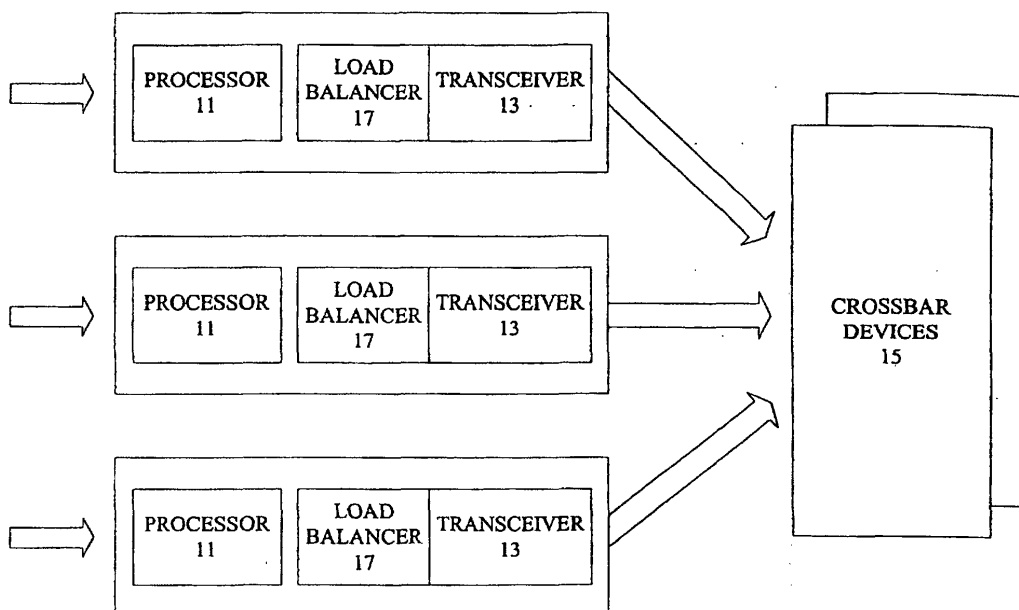 PROCESSOR
11
LOAD
BALANCER
17
TRANSCEIVER
13
PROCESSOR
11
LOAD
BALANCER
17
TRANSCEIVER
13
CROSSBAR
DEVICES
15
PROCESSOR
11
LOAD
BALANCER
17
TRANSCEIVER
13